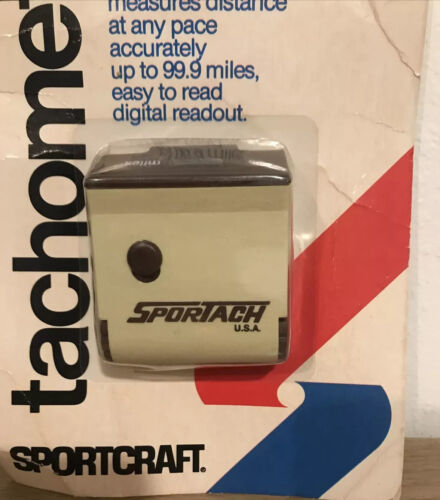 measures distance
at any pace
accurately
up to 99.9 miles,
easy to read
digital readout.
tachome
miles
SPORTACH
U.S.A.
SPORTCRAFT®